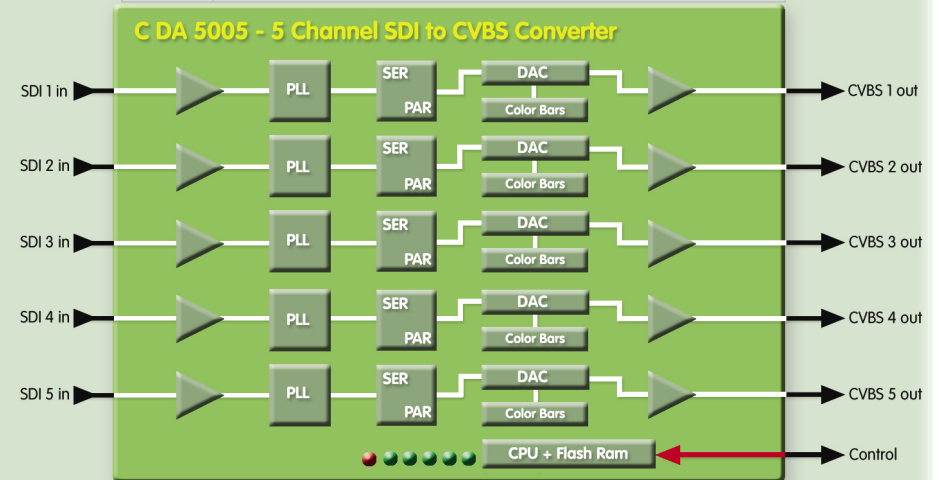 C DA 5005 - 5 Channel SDI to CVBS Converter
SDI 1 in
PLL
SER
PAR
DAC
Color Bars
CVBS 1 out
SDI 2 in
PLL
SER
PAR
DAC
Color Bars
CVBS 2 out
SDI 3 in
PLL
SER
PAR
DAC
Color Bars
CVBS 3 out
SDI 4 in
PLL
SER
PAR
DAC
Color Bars
CVBS 4 out
SDI 5 in
PLL
SER
PAR
DAC
Color Bars
CVBS 5 out
CPU + Flash Ram
Control